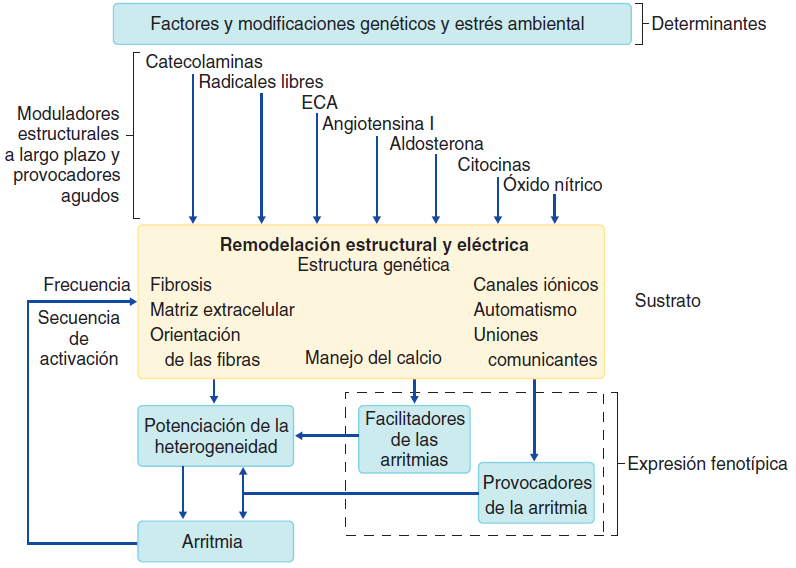 Factores y modificaciones genéticos y estrés ambiental
Determinantes
Catecolaminas
Radicales libres
ECA
Angiotensina I
Aldosterona
Citocinas
Óxido nítrico
Moduladores
estructurales
a largo plazo y
provocadores
agudos
Remodelación estructural y eléctrica
Estructura genética
Fibrosis
Matriz extracelular
Orientación
de las fibras
Manejo del calcio
Canales iónicos
Automatismo
Uniones
comunicantes
Sustrato
Frecuencia
Secuencia
de
activación
Potenciación de la
heterogeneidad
Facilitadores
de las
arritmias
Provocadores
de la arritmia
Expresión fenotípica
Arritmia